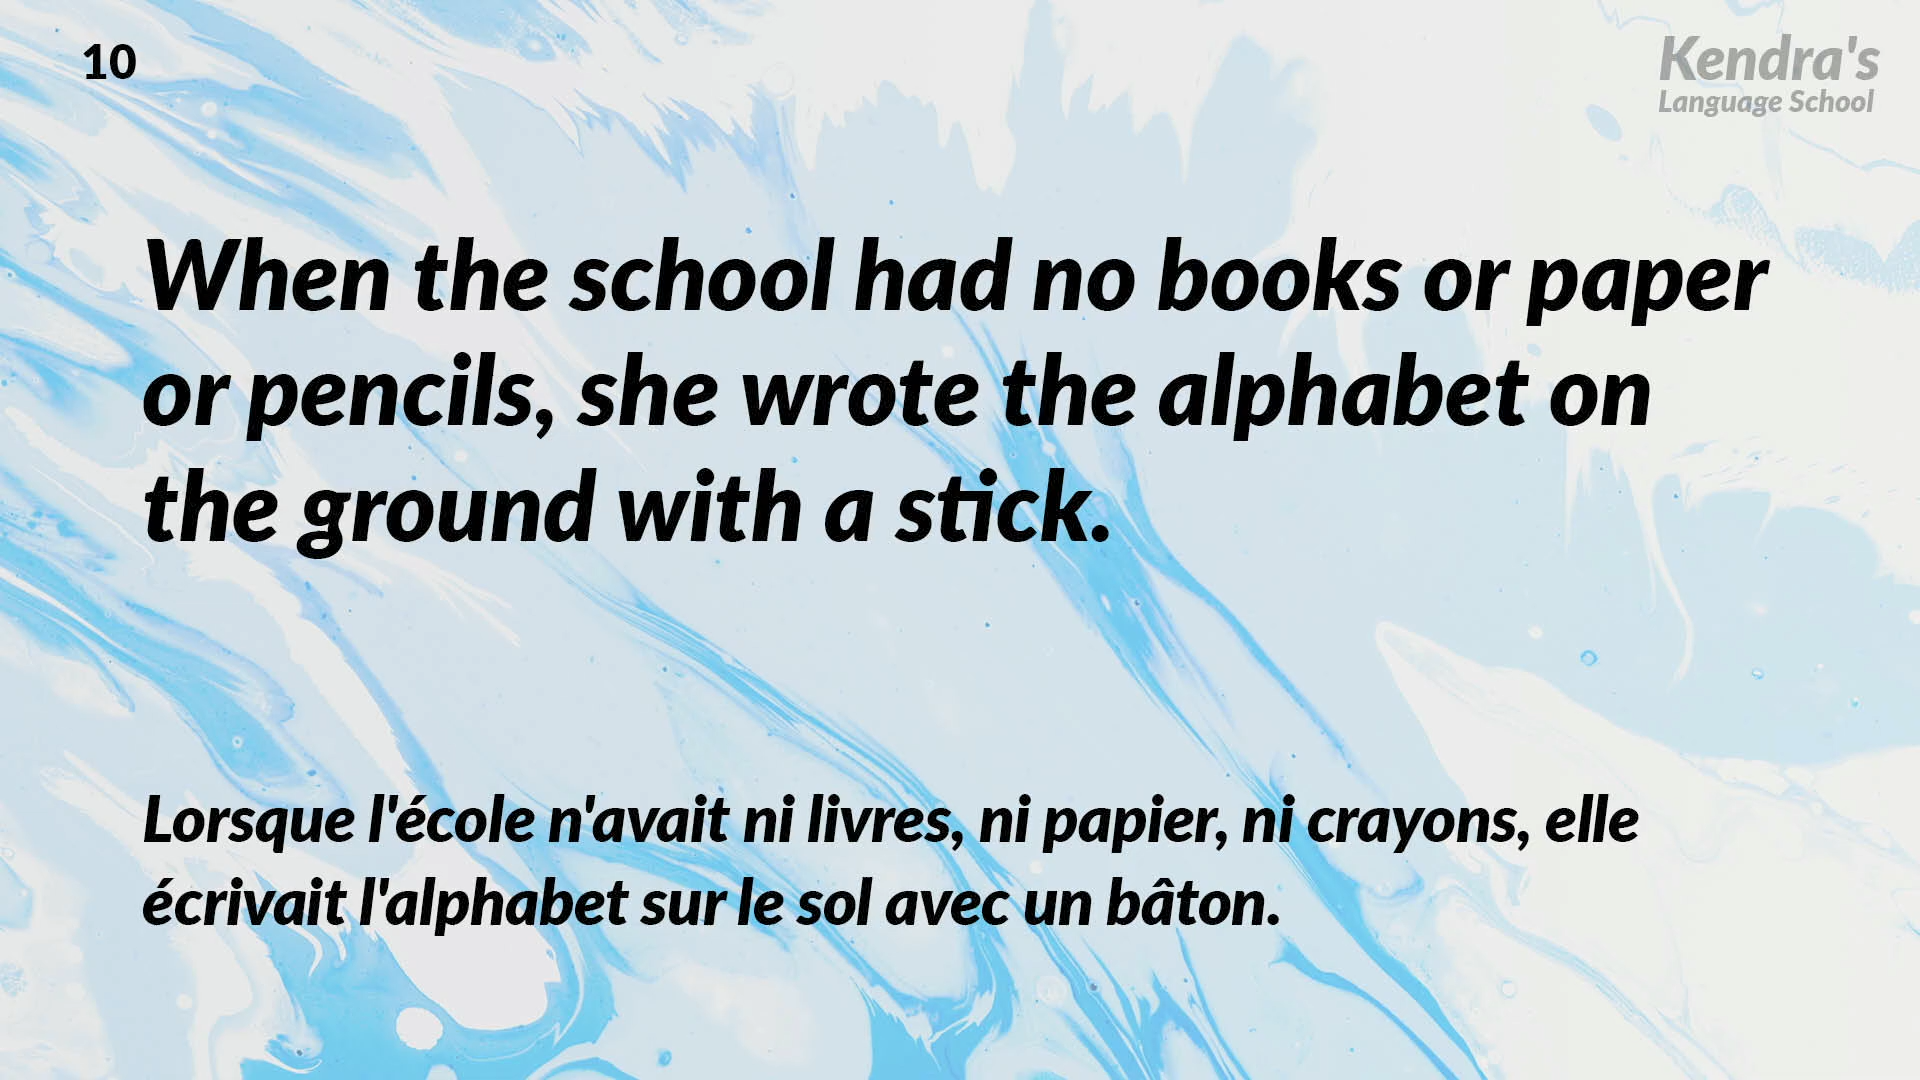 10
Kendra's
Language School
When the school had no books or paper
or pencils, she wrote the alphabet on
the ground with a stick.
Lorsque l'école n'avait ni livres, ni papier, ni crayons, elle
écrivait l'alphabet sur le sol avec un bâton.